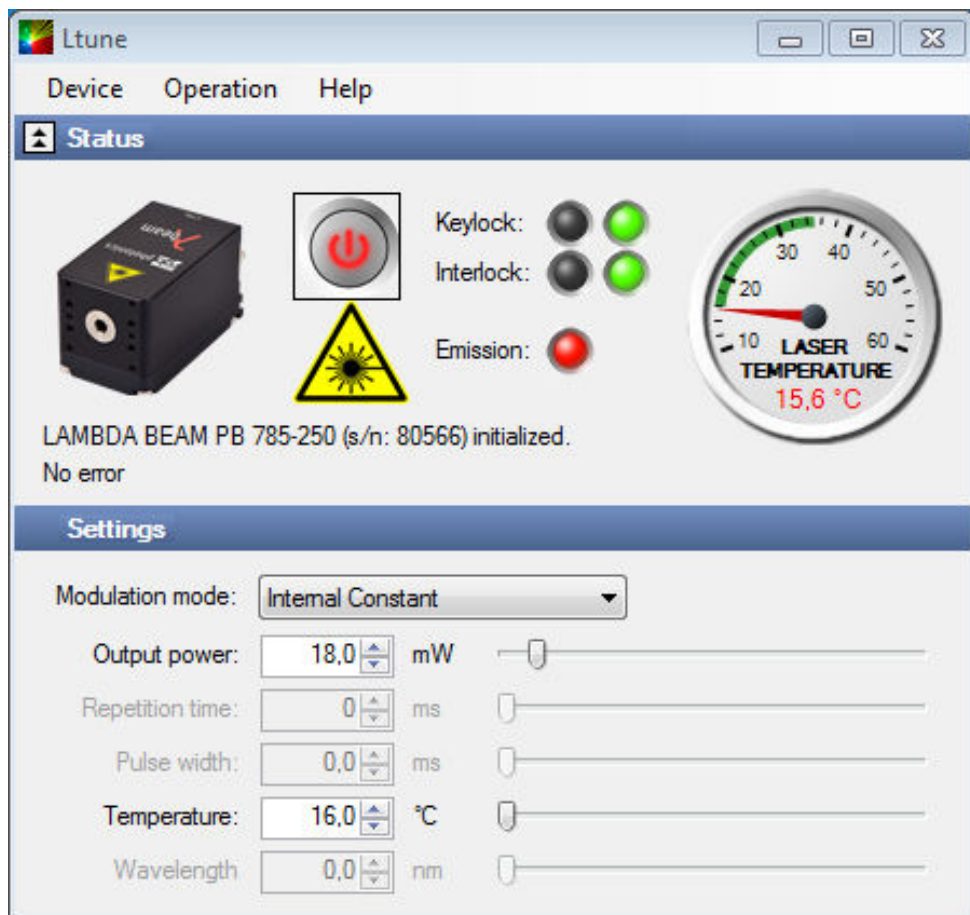 Ltune
Device Operation Help
Status
Keylock:
Interlock:
Emission:
10 20 30 40 50 60
LASER
TEMPERATURE
15,6 °C
LAMBDA BEAM PB 785-250 (s/n: 80566) initialized.
No error
Settings
Modulation mode: Internal Constant
Output power: 18,0 mW
Repetition time: 0 ms
Pulse width: 0,0 ms
Temperature: 16,0 °C
Wavelength 0,0 nm